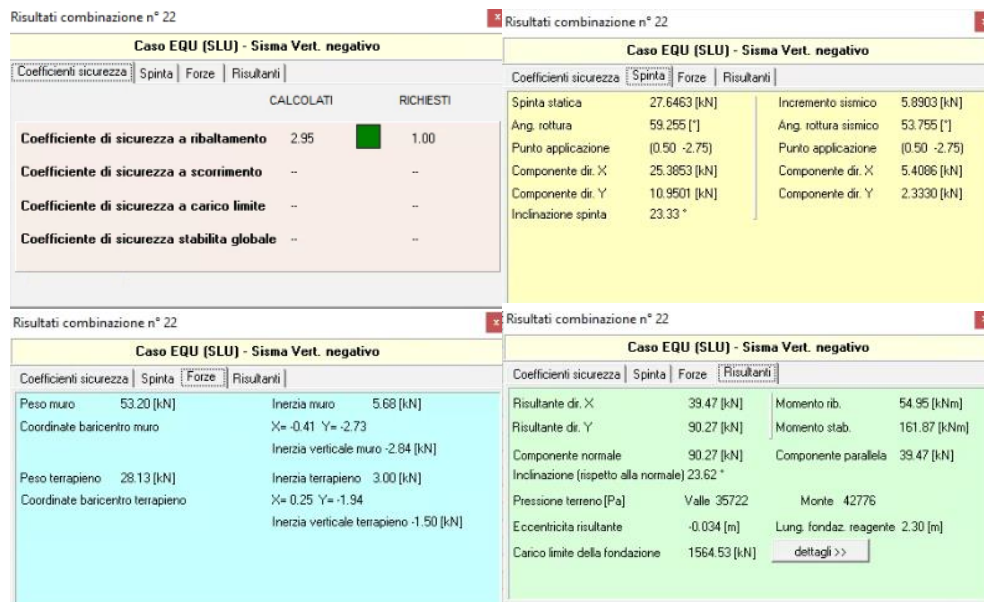 Risultati combinazione n° 22
x
Caso EQU (SLU) - Sisma Vert. negativo
Coefficienti sicurezza Spinta Forze Risultanti
CALCOLATI RICHIESTI
Coefficiente di sicurezza a ribaltamento 2.95 1.00
Coefficiente di sicurezza a scorrimento -- --
Coefficiente di sicurezza a carico limite -- --
Coefficiente di sicurezza stabilita globale -- --
Risultati combinazione n° 22
x
Caso EQU (SLU) - Sisma Vert. negativo
Coefficienti sicurezza Spinta Forze Risultanti
Spinta statica 27.6463 [kN] Incremento sismico 5.8903 [kN]
Ang. rottura 59.255 [°] Ang. rottura sismico 53.755 [°]
Punto applicazione (0.50 -2.75) Punto applicazione (0.50 -2.75)
Componente dir. X 25.3853 [kN] Componente dir. X 5.4086 [kN]
Componente dir. Y 10.9501 [kN] Componente dir. Y 2.3330 [kN]
Inclinazione spinta 23.33 °
Risultati combinazione n° 22
x
Caso EQU (SLU) - Sisma Vert. negativo
Coefficienti sicurezza Spinta Forze Risultanti
Peso muro 53.20 [kN] Inerzia muro 5.68 [kN]
Coordinate baricentro muro X= -0.41 Y= -2.73
Inerzia verticale muro -2.84 [kN]
Peso terrapieno 28.13 [kN] Inerzia terrapieno 3.00 [kN]
Coordinate baricentro terrapieno X= 0.25 Y= -1.94
Inerzia verticale terrapieno -1.50 [kN]
Risultati combinazione n° 22
x
Caso EQU (SLU) - Sisma Vert. negativo
Coefficienti sicurezza Spinta Forze Risultanti
Risultante dir. X 39.47 [kN] Momento rib. 54.95 [kNm]
Risultante dir. Y 90.27 [kN] Momento stab. 161.87 [kNm]
Componente normale 90.27 [kN] Componente parallela 39.47 [kN]
Inclinazione (rispetto alla normale) 23.62 °
Pressione terreno [Pa] Valle 35722 Monte 42776
Eccentricita risultante -0.034 [m] Lung. fondaz. reagente 2.30 [m]
Carico limite della fondazione 1564.53 [kN] dettagli >>